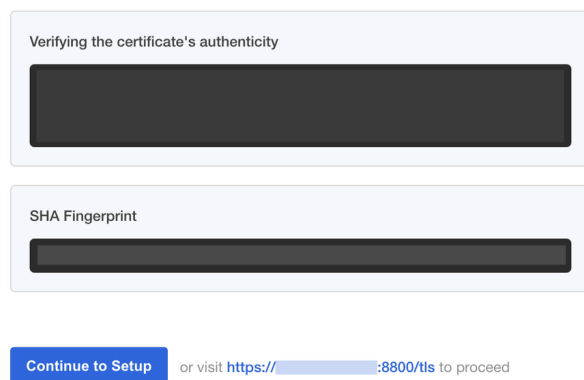 Verifying the certificate's authenticity
SHA Fingerprint
Continue to Setup or visit https:// :8800/tls to proceed